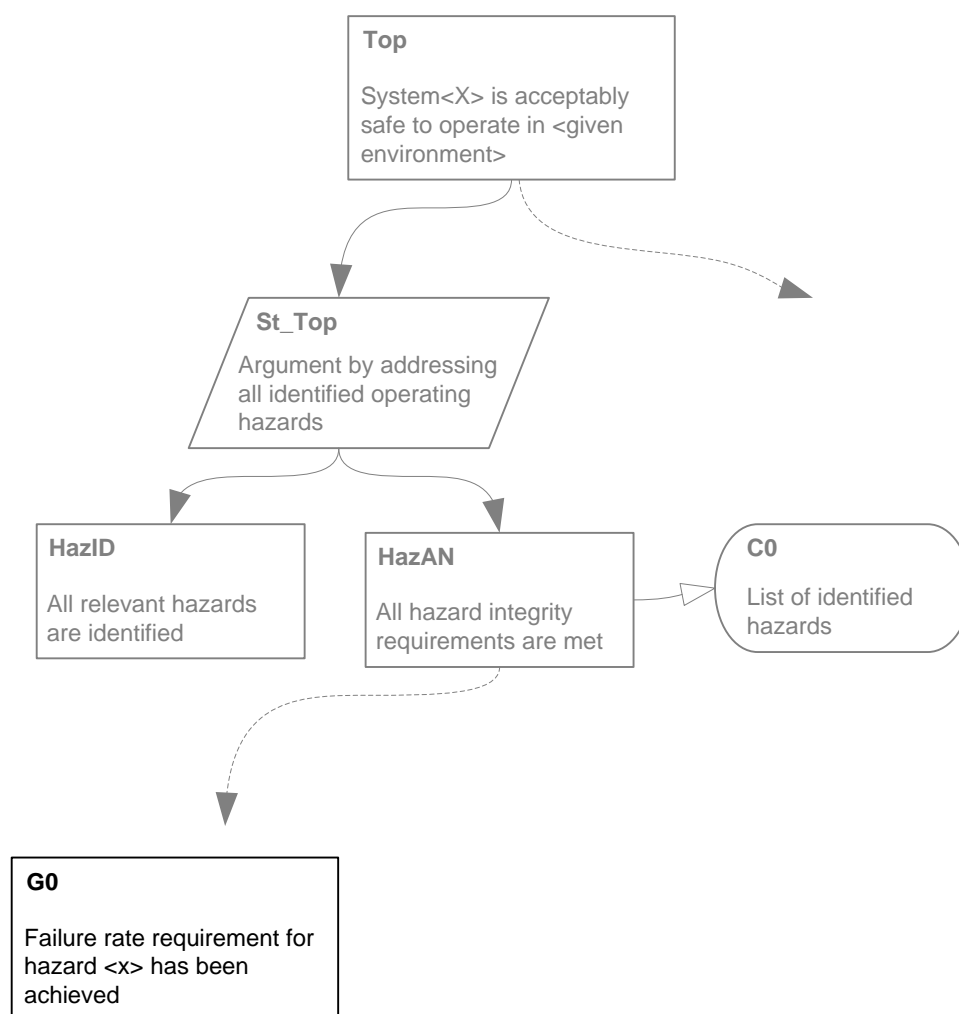 Top
System<X> is acceptably
safe to operate in <given
environment>
St_Top
Argument by addressing
all identified operating
hazards
HazID
All relevant hazards
are identified
HazAN
All hazard integrity
requirements are met
C0
List of identified
hazards
G0
Failure rate requirement for
hazard <x> has been
achieved